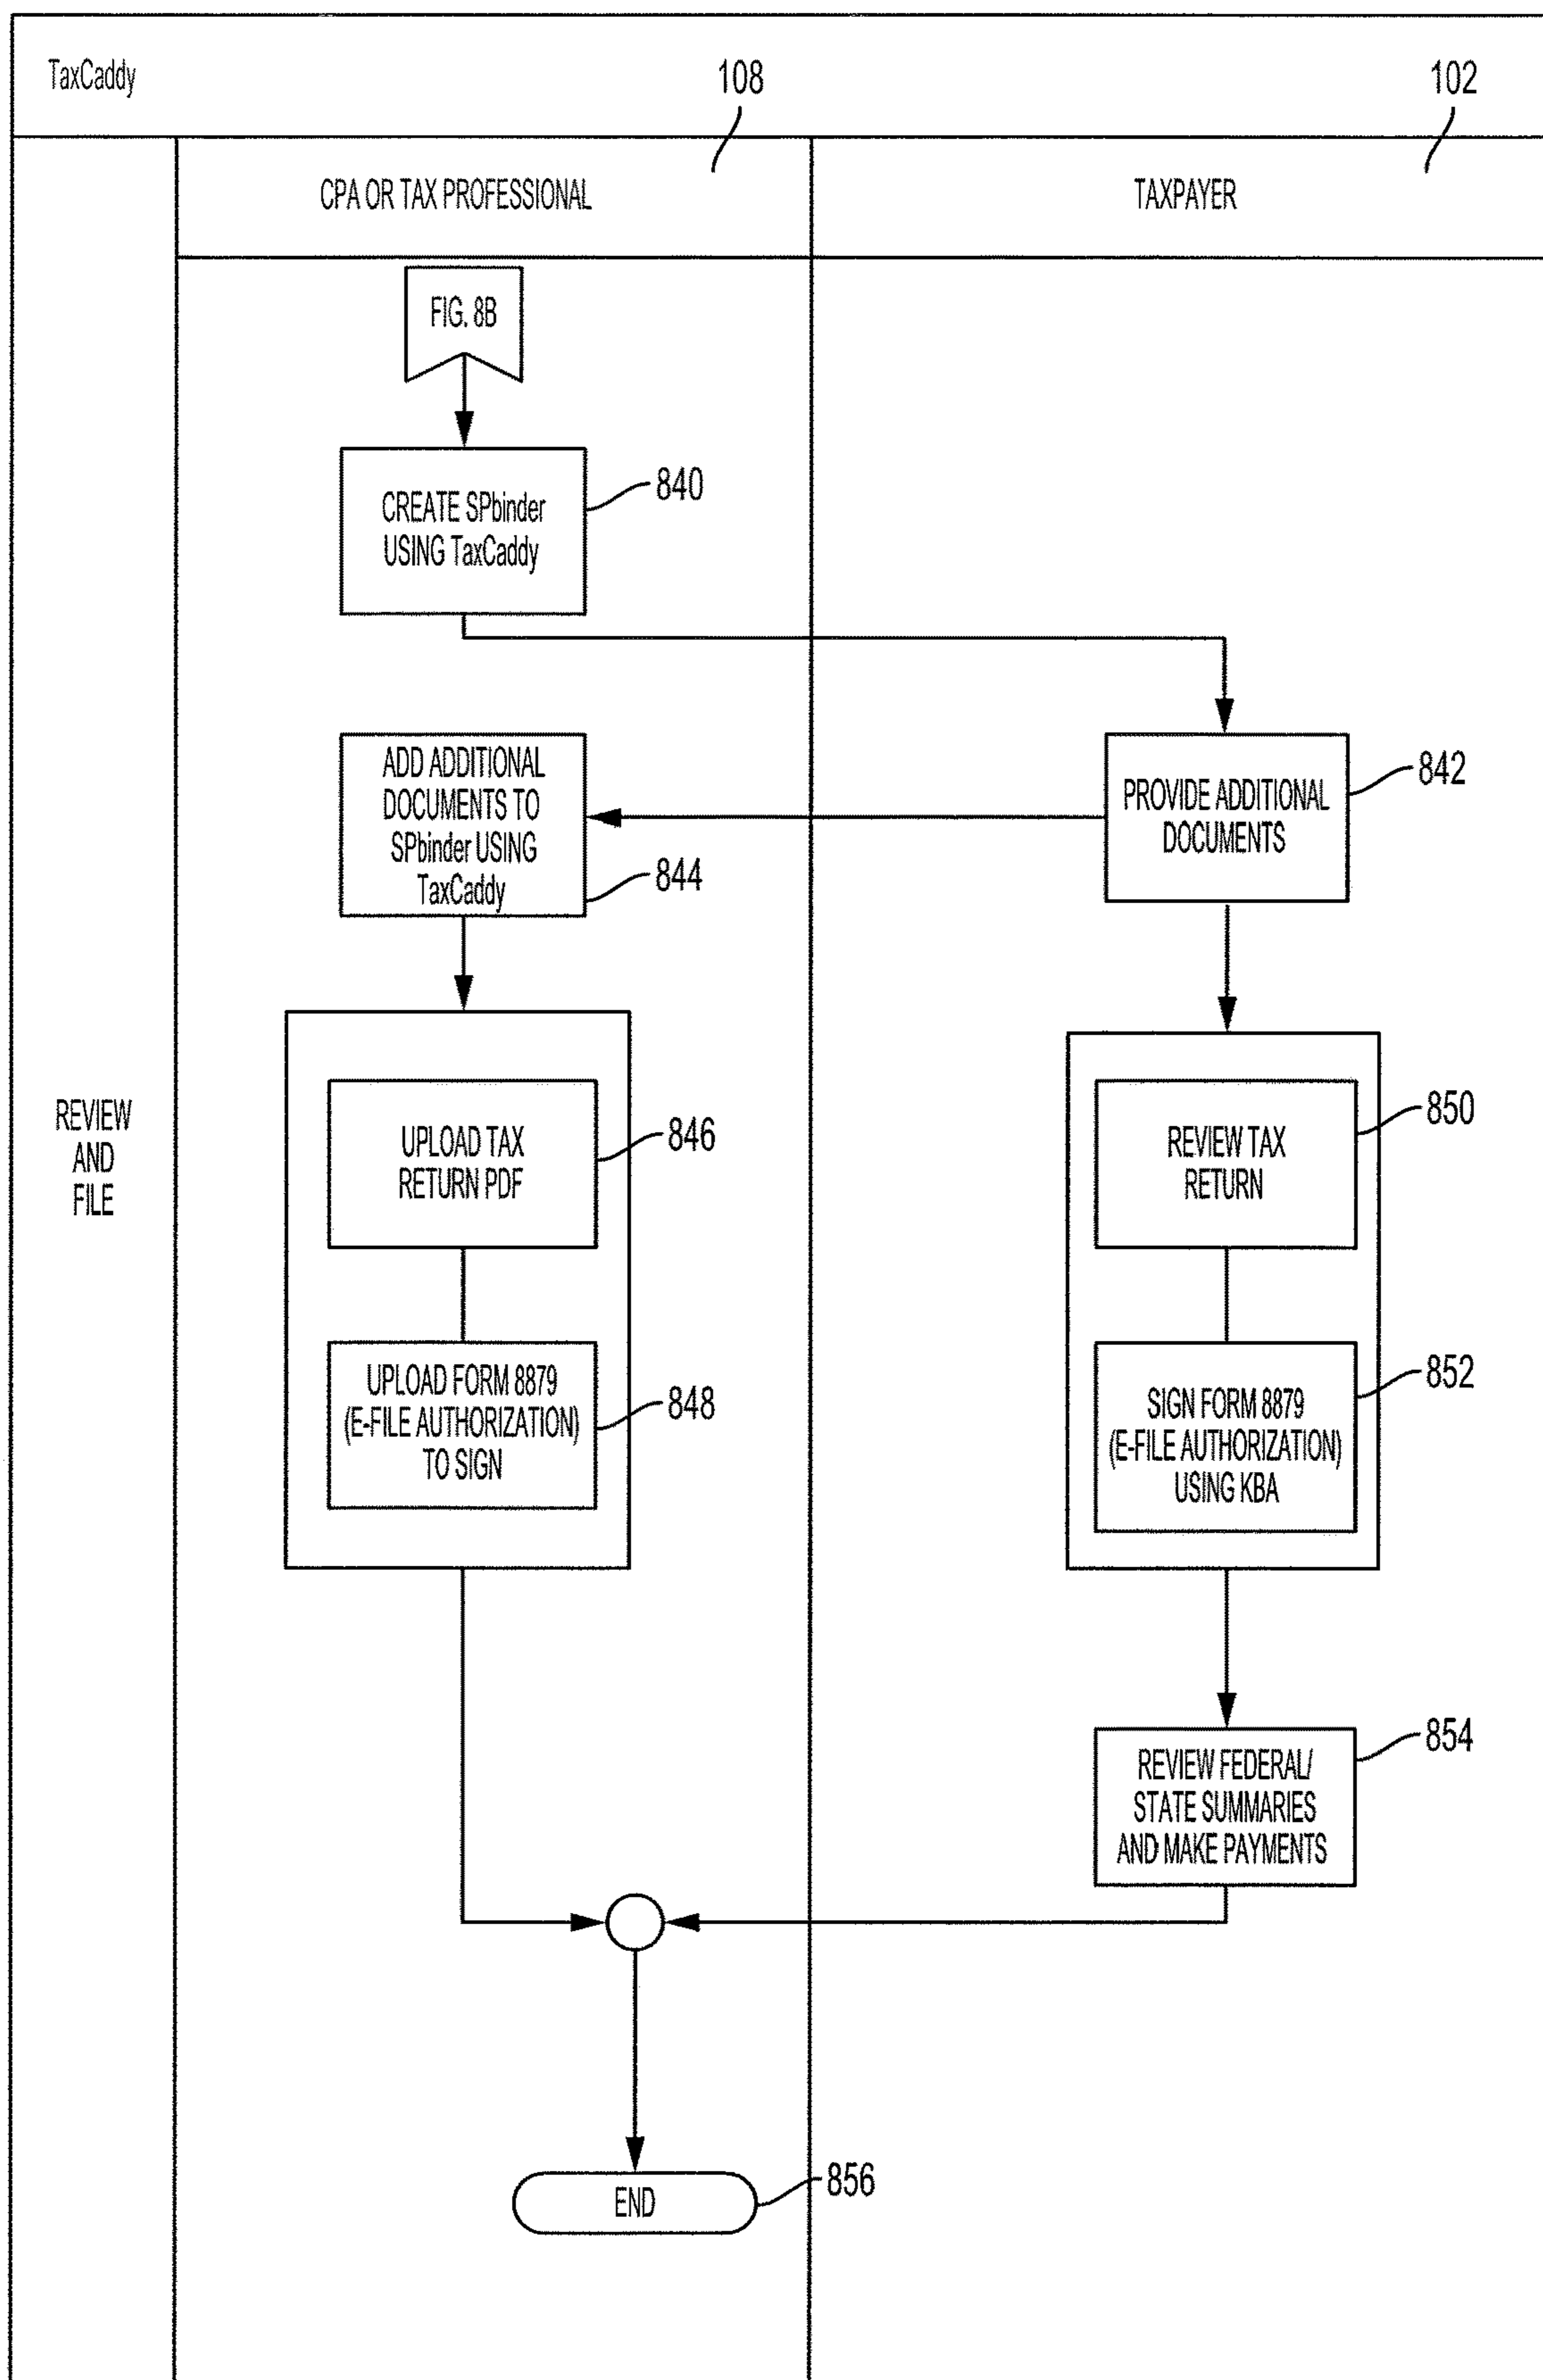 TaxCaddy
108
102
CPA OR TAX PROFESSIONAL
TAXPAYER
FIG. 8B
CREATE SPbinder
USING TaxCaddy
840
ADD ADDITIONAL
DOCUMENTS TO
SPbinder USING
TaxCaddy
844
PROVIDE ADDITIONAL
DOCUMENTS
842
REVIEW
AND
FILE
UPLOAD TAX
RETURN PDF
846
REVIEW TAX
RETURN
850
UPLOAD FORM 8879
(E-FILE AUTHORIZATION)
TO SIGN
848
SIGN FORM 8879
(E-FILE AUTHORIZATION)
USING KBA
852
REVIEW FEDERAL/
STATE SUMMARIES
AND MAKE PAYMENTS
854
END
856